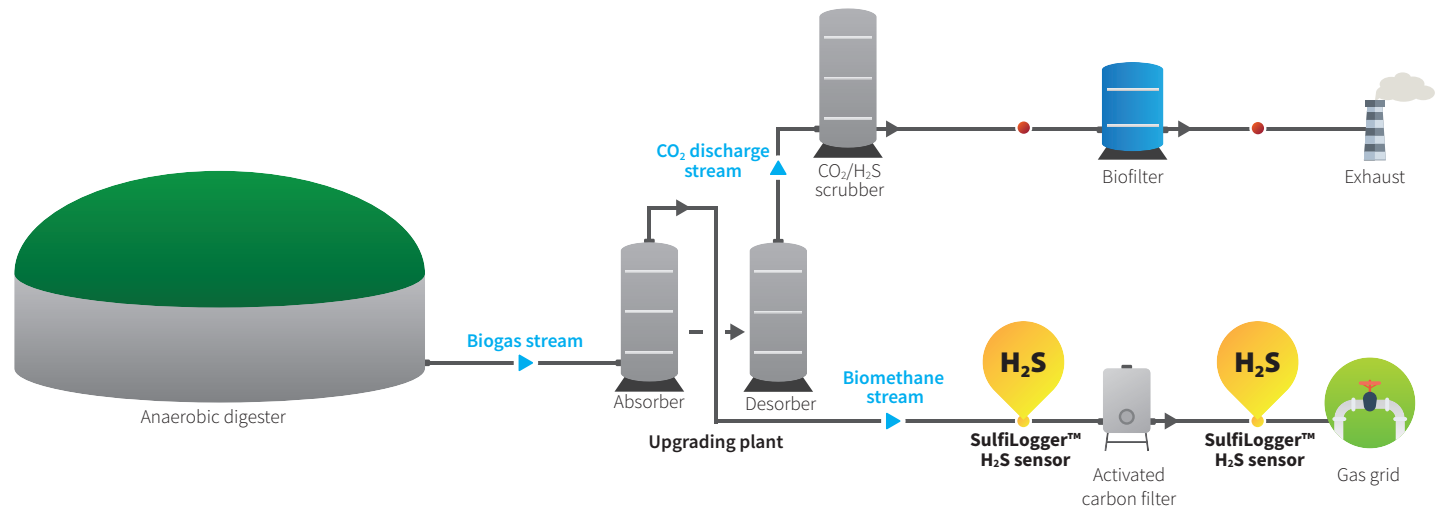 CO₂ discharge
stream
CO₂/H₂S
scrubber
Biofilter
Exhaust
Biogas stream
Anaerobic digester
Absorber
Desorber
Upgrading plant
Biomethane
stream
H₂S
SulfiLogger™
H₂S sensor
Activated
carbon filter
H₂S
SulfiLogger™
H₂S sensor
Gas grid